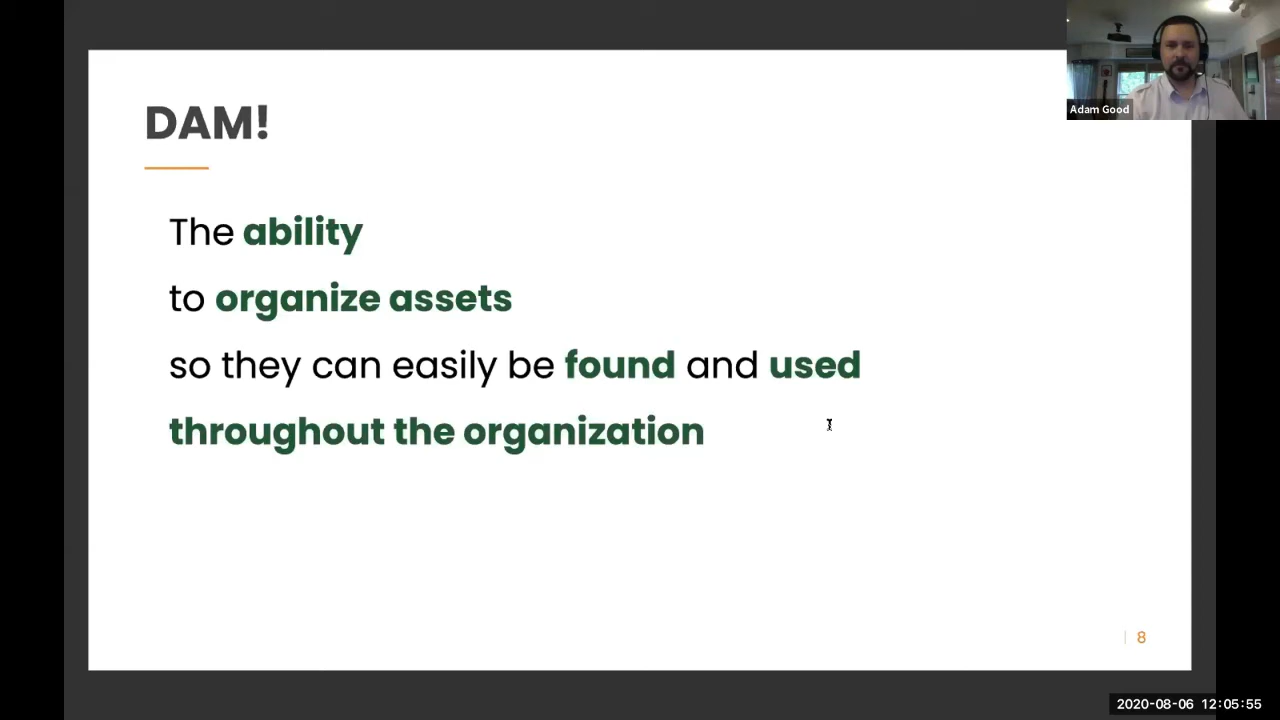 Adam Good
DAM!
The ability
to organize assets
so they can easily be found and used
throughout the organization
8
2020-08-06 12:05:55